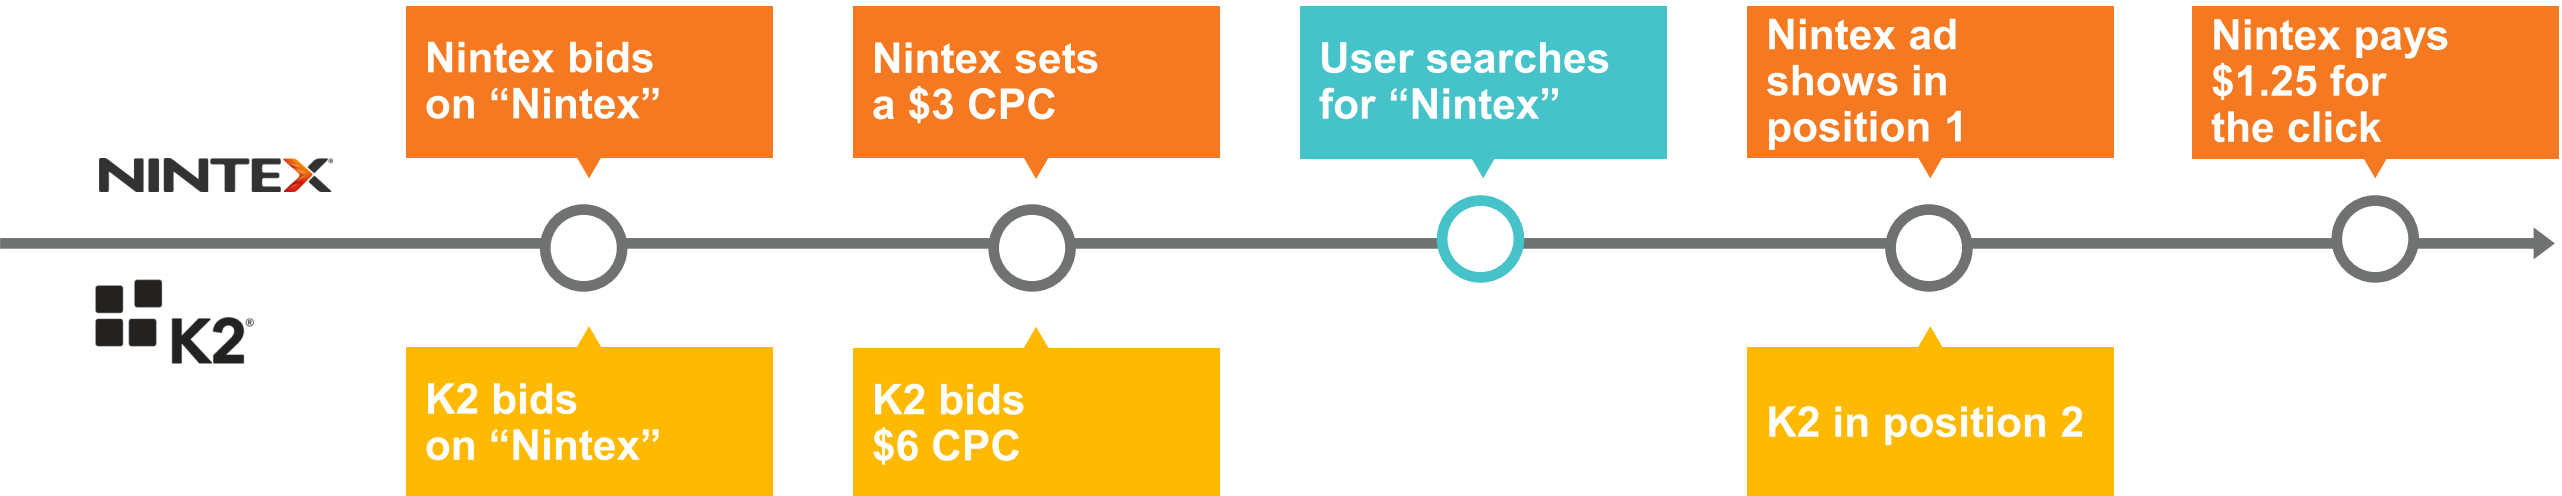 Nintex bids
on “Nintex”
Nintex sets
a $3 CPC
User searches
for “Nintex”
Nintex ad
shows in
position 1
Nintex pays
$1.25 for
the click
NINTEX®
K2®
K2 bids
on “Nintex”
K2 bids
$6 CPC
K2 in position 2